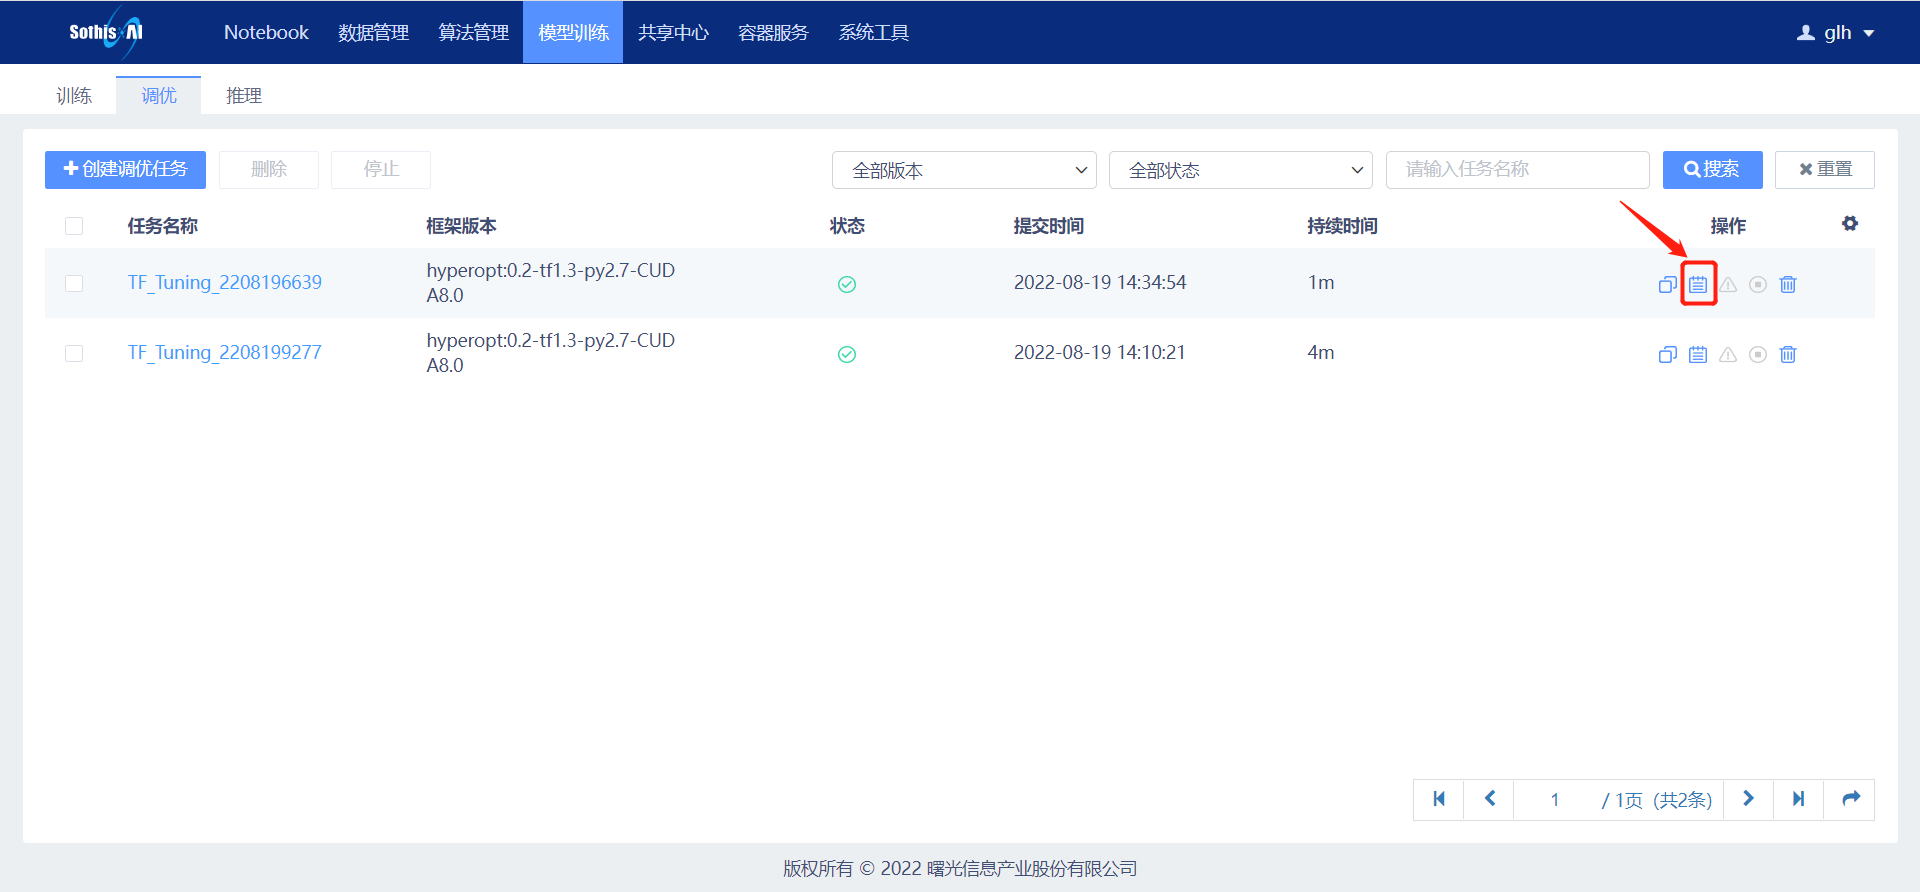 SothisAI Notebook 数据管理 算法管理 模型训练 共享中心 容器服务 系统工具 glh
训练 调优 推理
创建调优任务 删除 停止 全部版本 全部状态 请输入任务名称 搜索 重置
任务名称 框架版本 状态 提交时间 持续时间 操作
TF_Tuning_2208196639 hyperopt:0.2-tf1.3-py2.7-CUD 2022-08-19 14:34:54 1m
A8.0
TF_Tuning_2208199277 hyperopt:0.2-tf1.3-py2.7-CUD 2022-08-19 14:10:21 4m
A8.0
1 / 1页 (共2条)
版权所有 © 2022 曙光信息产业股份有限公司